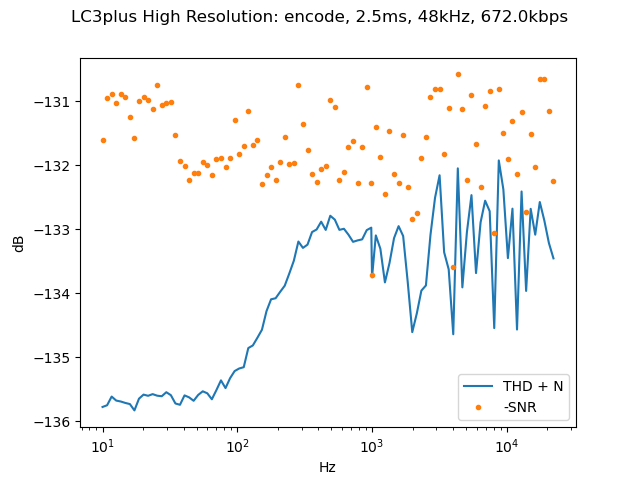 LC3plus High Resolution: encode, 2.5ms, 48kHz, 672.0kbps
−131
−132
−133
−134
−135
−136
dB
10¹
10²
10³
10⁴
Hz
THD + N
-SNR